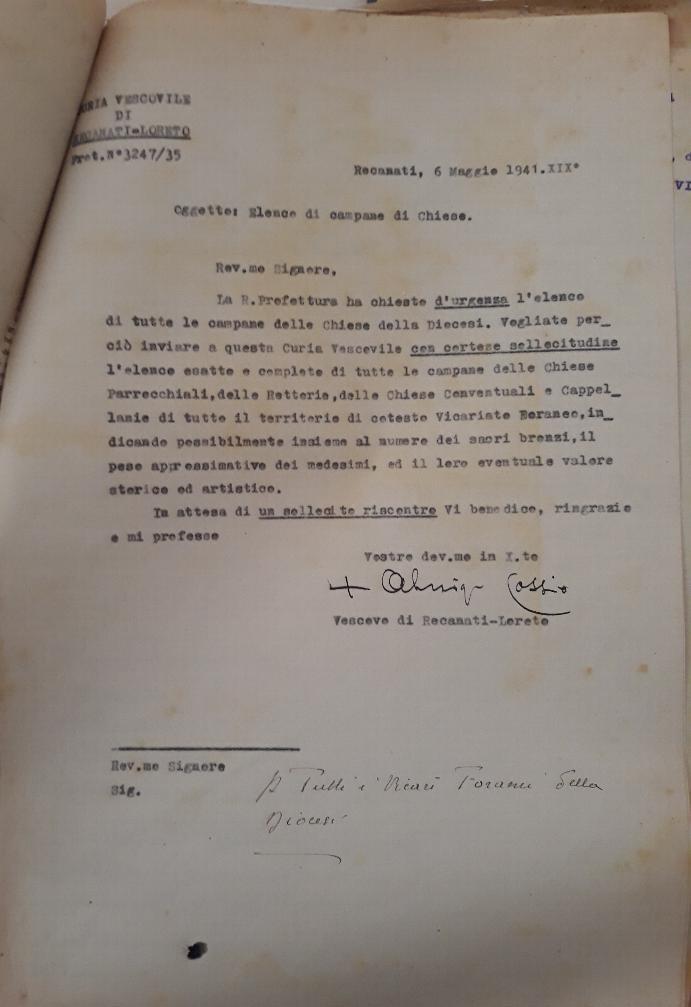 CURIA VESCOVILE
DI
RECANATI-LORETO
Prot.N°3247/35
Recanati, 6 Maggio 1941.XIX°
Oggetto: Elenco di campane di Chiese.
Rev.mo Signore,
La R.Prefettura ha chiesto d'urgenza l'elenco
di tutte le campane delle Chiese della Diocesi. Vogliate per_
ciò inviare a questa Curia Vescovile con cortese sollecitudine
l'elenco esatto e completo di tutte le campane delle Chiese
Parrocchiali,delle Rettorie,delle Chiese Conventuali e Cappel_
lanie di tutto il territorio di cotesto Vicariato Foraneo,in_
dicando possibilmente insieme al numero dei sacri bronzi,il
peso approssimativo dei medesimi, ed il loro eventuale valore
storico ed artistico.
In attesa di un sollecito riscontro Vi benedico, ringrazio
e mi professo
Vostro dev.mo in X.to
+ Aluigi Cossio
Vescovo di Recanati-Loreto
Rev.mo Signore
Sig.
Tutti i Vicari Foranei della
Diocesi